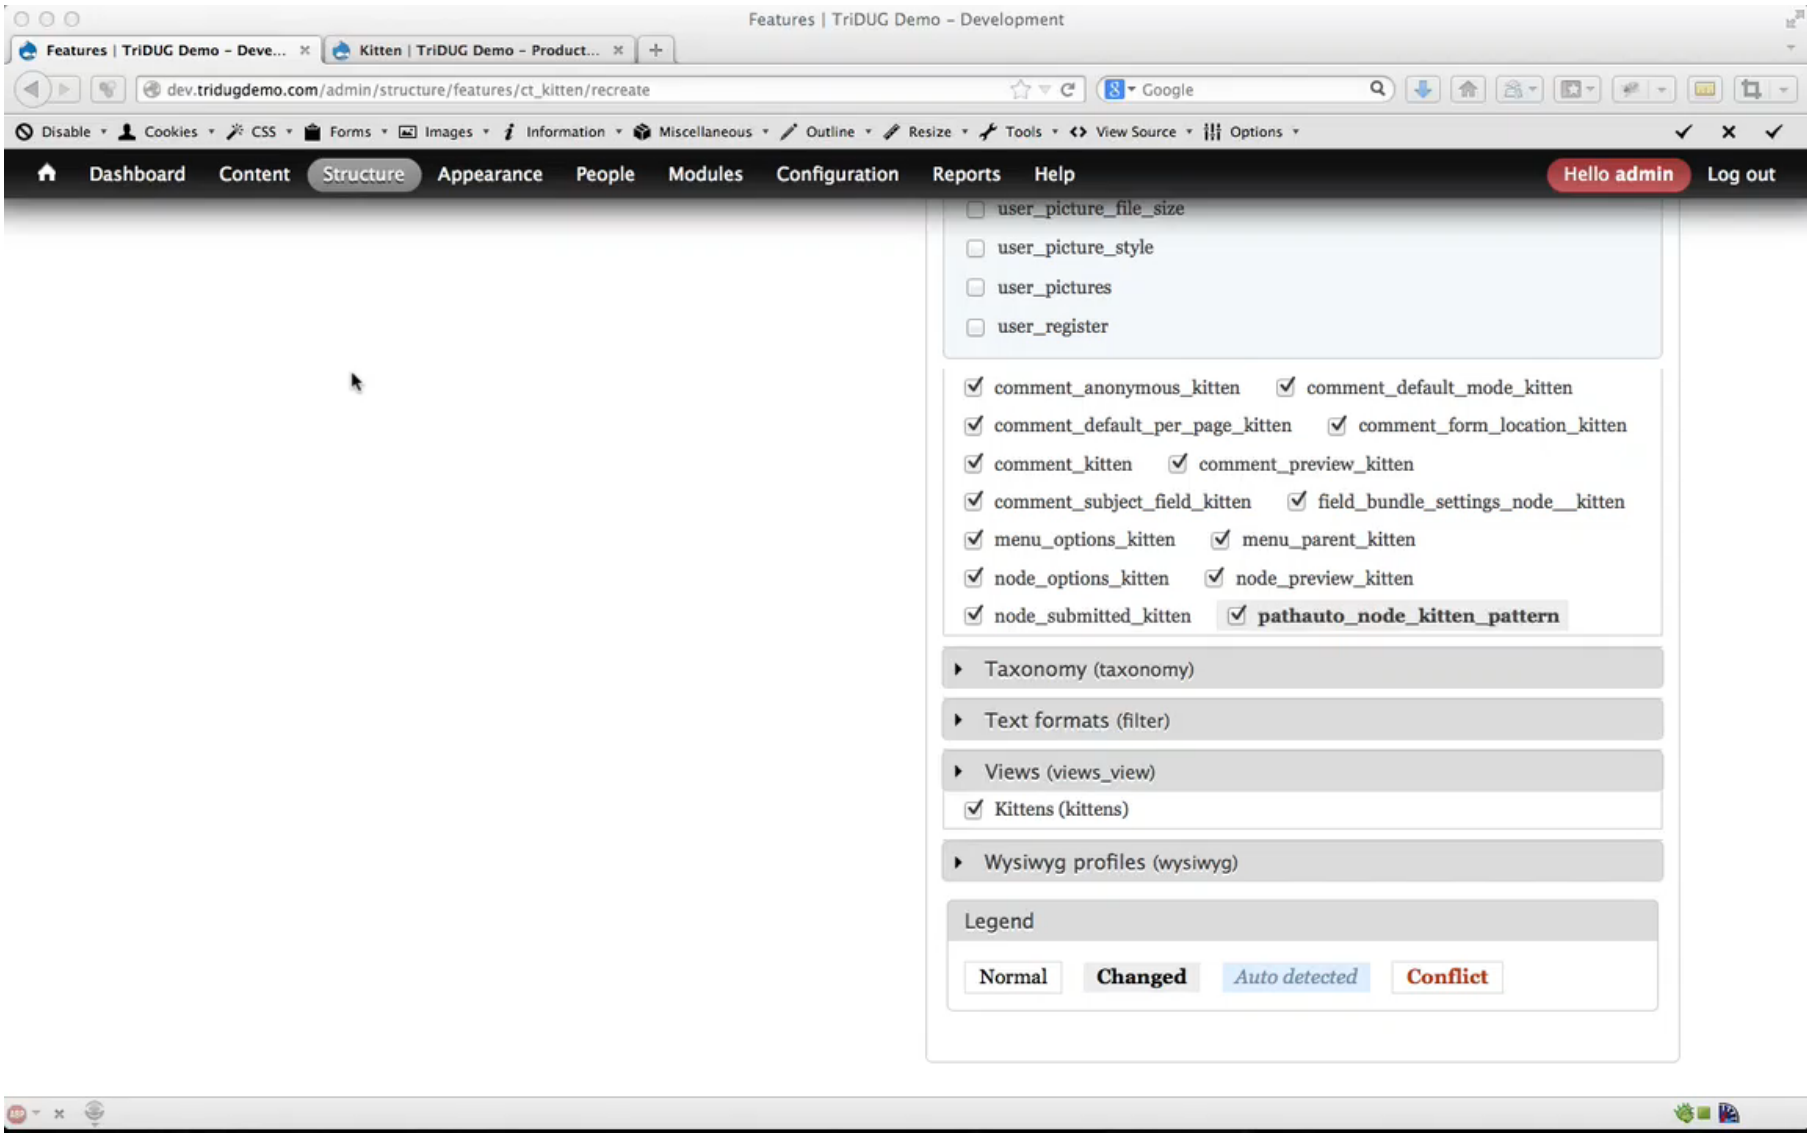 Features | TriDUG Demo – Development
Features | TriDUG Demo – Deve... × Kitten | TriDUG Demo – Product... × +
dev.tridugdemo.com/admin/structure/features/ct_kitten/recreate Google
Disable Cookies CSS Forms Images Information Miscellaneous Outline Resize Tools View Source Options
Dashboard Content Structure Appearance People Modules Configuration Reports Help Hello admin Log out
user_picture_file_size
user_picture_style
user_pictures
user_register
comment_anonymous_kitten comment_default_mode_kitten
comment_default_per_page_kitten comment_form_location_kitten
comment_kitten comment_preview_kitten
comment_subject_field_kitten field_bundle_settings_node__kitten
menu_options_kitten menu_parent_kitten
node_options_kitten node_preview_kitten
node_submitted_kitten pathauto_node_kitten_pattern
Taxonomy (taxonomy)
Text formats (filter)
Views (views_view)
Kittens (kittens)
Wysiwyg profiles (wysiwyg)
Legend
Normal Changed Auto detected Conflict
ABP